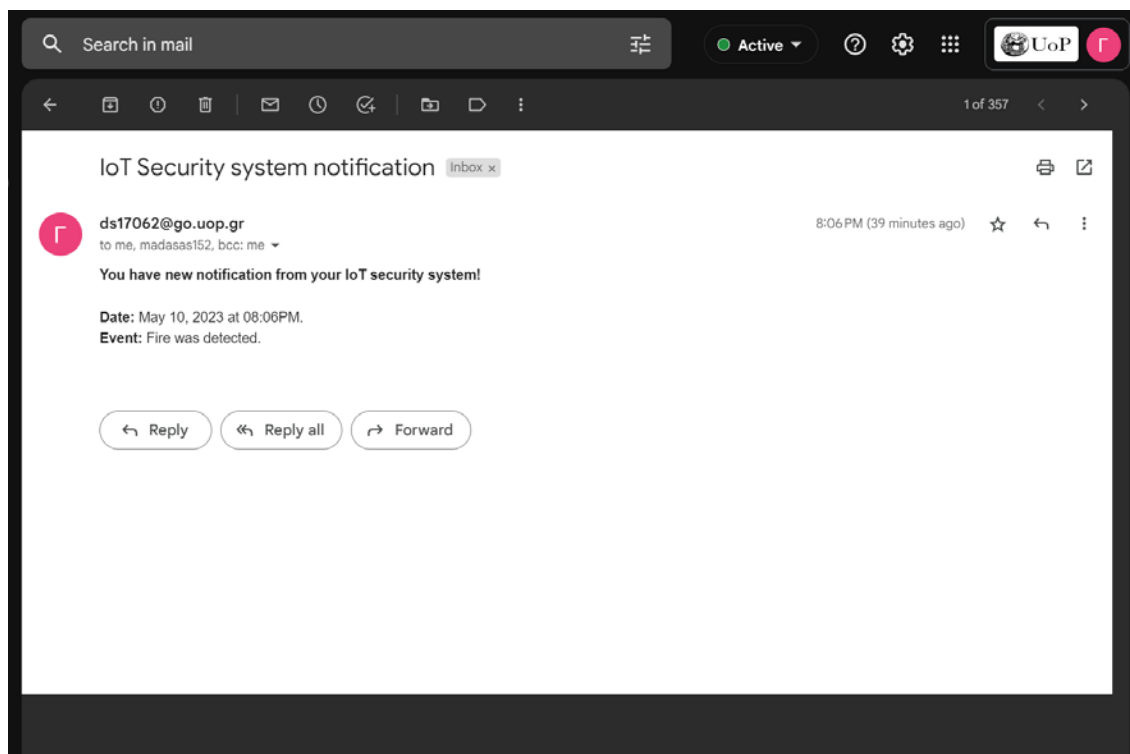 Search in mail
Active
UoP
Γ
1 of 357
IoT Security system notification Inbox x
Γ
ds17062@go.uop.gr 8:06 PM (39 minutes ago)
to me, madasas152, bcc: me
You have new notification from your IoT security system!
Date: May 10, 2023 at 08:06PM.
Event: Fire was detected.
Reply Reply all Forward